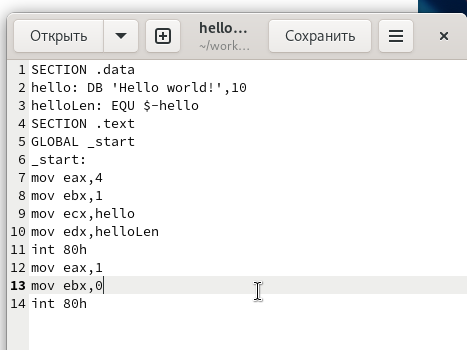 Открыть
hello...
~/work...
Сохранить
1 SECTION .data
2 hello: DB 'Hello world!',10
3 helloLen: EQU $-hello
4 SECTION .text
5 GLOBAL _start
6 _start:
7 mov eax,4
8 mov ebx,1
9 mov ecx,hello
10 mov edx,helloLen
11 int 80h
12 mov eax,1
13 mov ebx,0
14 int 80h